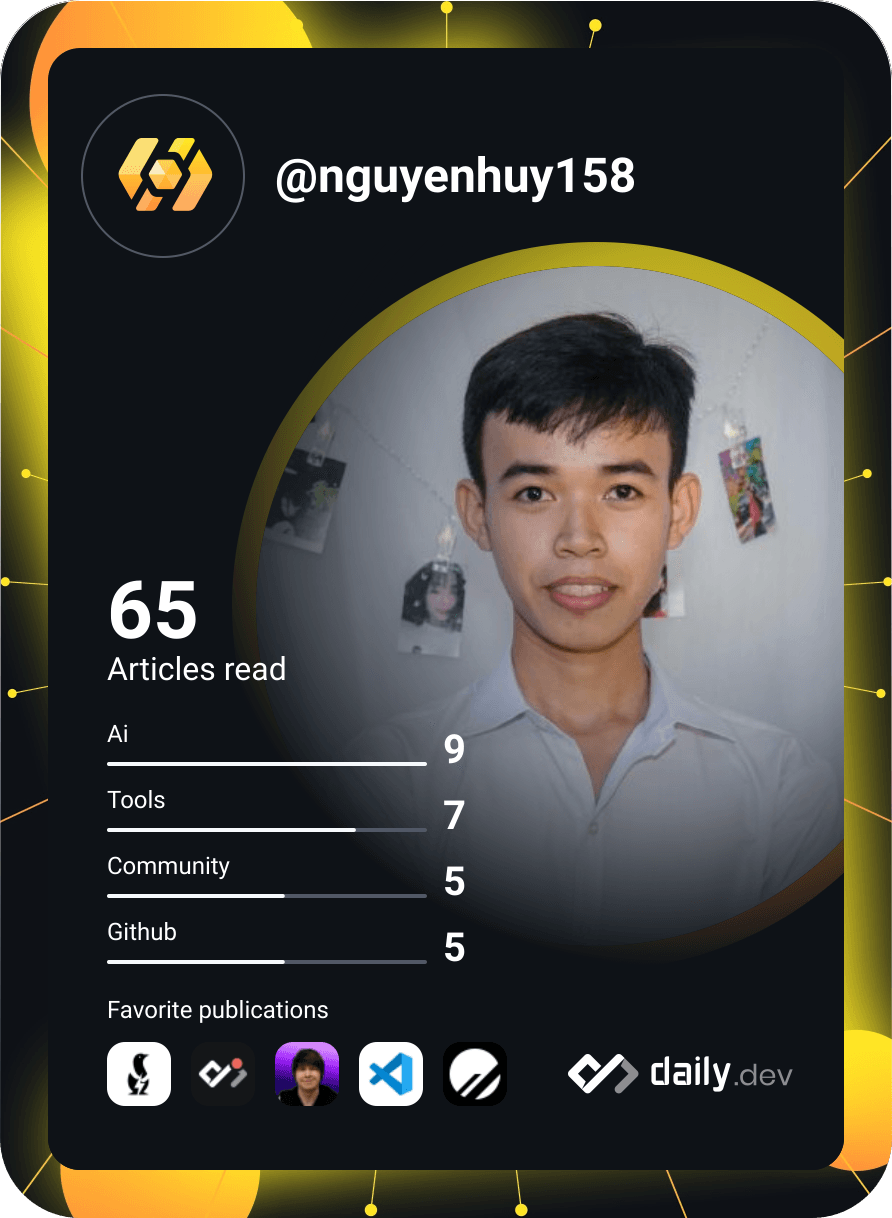 @nguyenhuy158
65
Articles read
Ai
9
Tools
7
Community
5
Github
5
Favorite publications
daily.dev